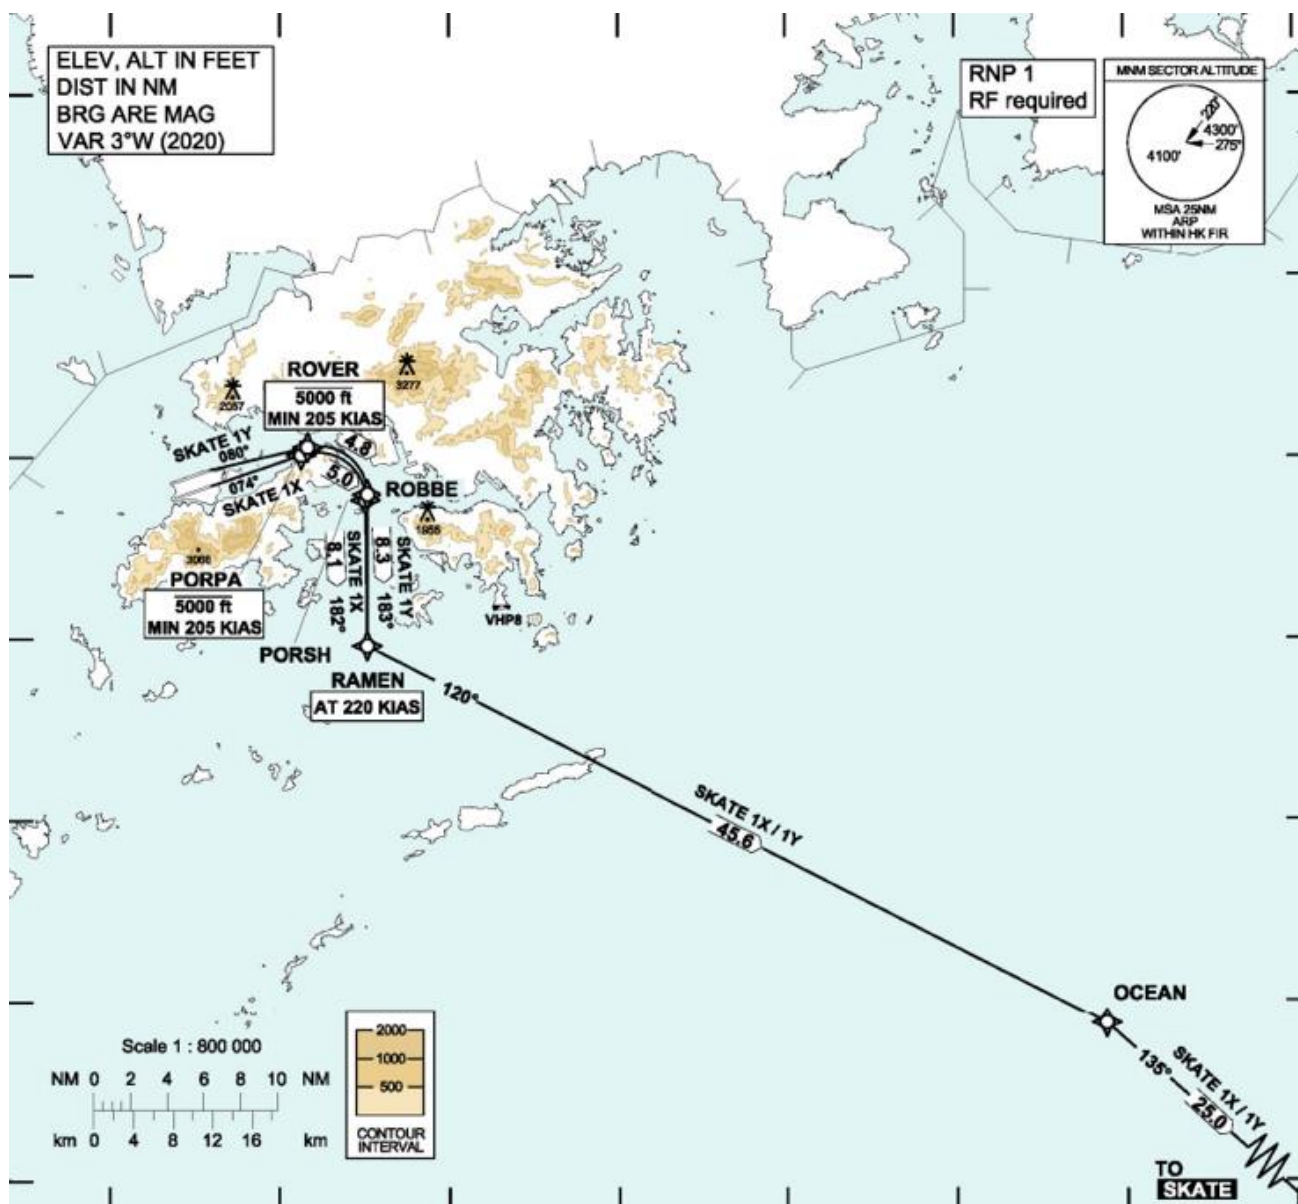 ELEV, ALT IN FEET
DIST IN NM
BRG ARE MAG
VAR 3°W (2020)
RNP 1
RF required
MNM SECTOR ALTITUDE
220°
4300'
275°
4100'
MSA 25NM
ARP
WITHIN HK FIR
ROVER
5000 ft
MIN 205 KIAS
3277
2057
SKATE 1Y
080°
4.8
074°
SKATE 1X
5.0
ROBBE
1955
3066
PORPA
5000 ft
MIN 205 KIAS
8.1
SKATE 1X
182°
8.3
SKATE 1Y
183°
VHP8
PORSH
RAMEN
AT 220 KIAS
120°
SKATE 1X / 1Y
45.6
OCEAN
135°
SKATE 1X / 1Y
25.0
TO
SKATE
Scale 1 : 800 000
NM 0 2 4 6 8 10 NM
km 0 4 8 12 16 km
2000
1000
500
CONTOUR
INTERVAL